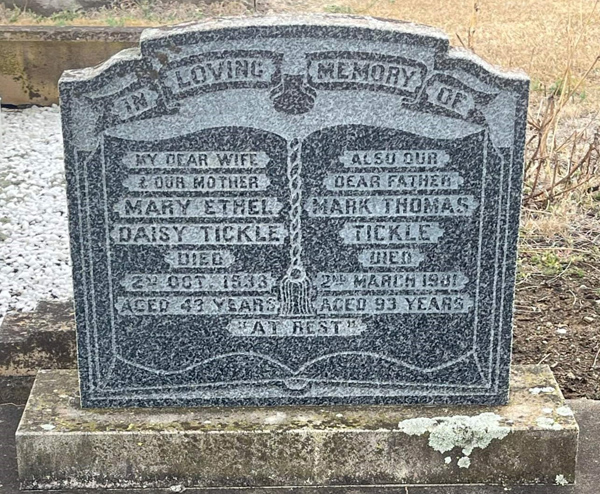 IN LOVING MEMORY OF
MY DEAR WIFE
& OUR MOTHER
MARY ETHEL
DAISY TICKLE
DIED
2ND OCT. 1933
AGED 43 YEARS
ALSO OUR
DEAR FATHER
MARK THOMAS
TICKLE
DIED
2ND MARCH 1981
AGED 93 YEARS
"AT REST"